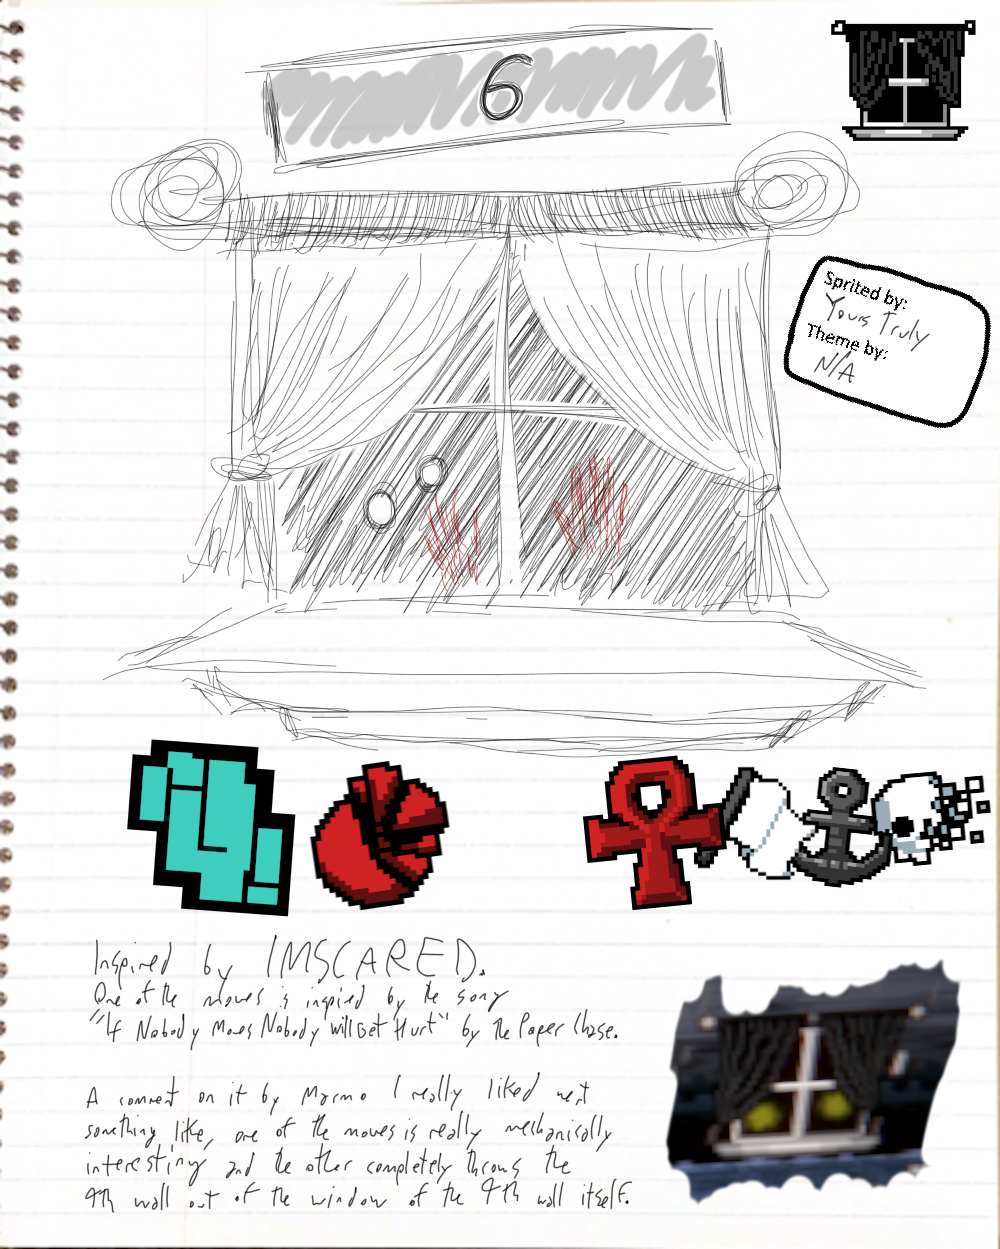 6
Sprited by:
Yours Truly
Theme by:
N/A
Inspired by IMSCARED.
One of the moves is inspired by the song
"If Nobody Moves Nobody will Get Hurt" by the Paper Chase.
A comment on it by Marmo I really liked went
something like, one of the moves is really mechanically
interesting and the other completely throws the
4th wall out of the window of the 4th wall itself.